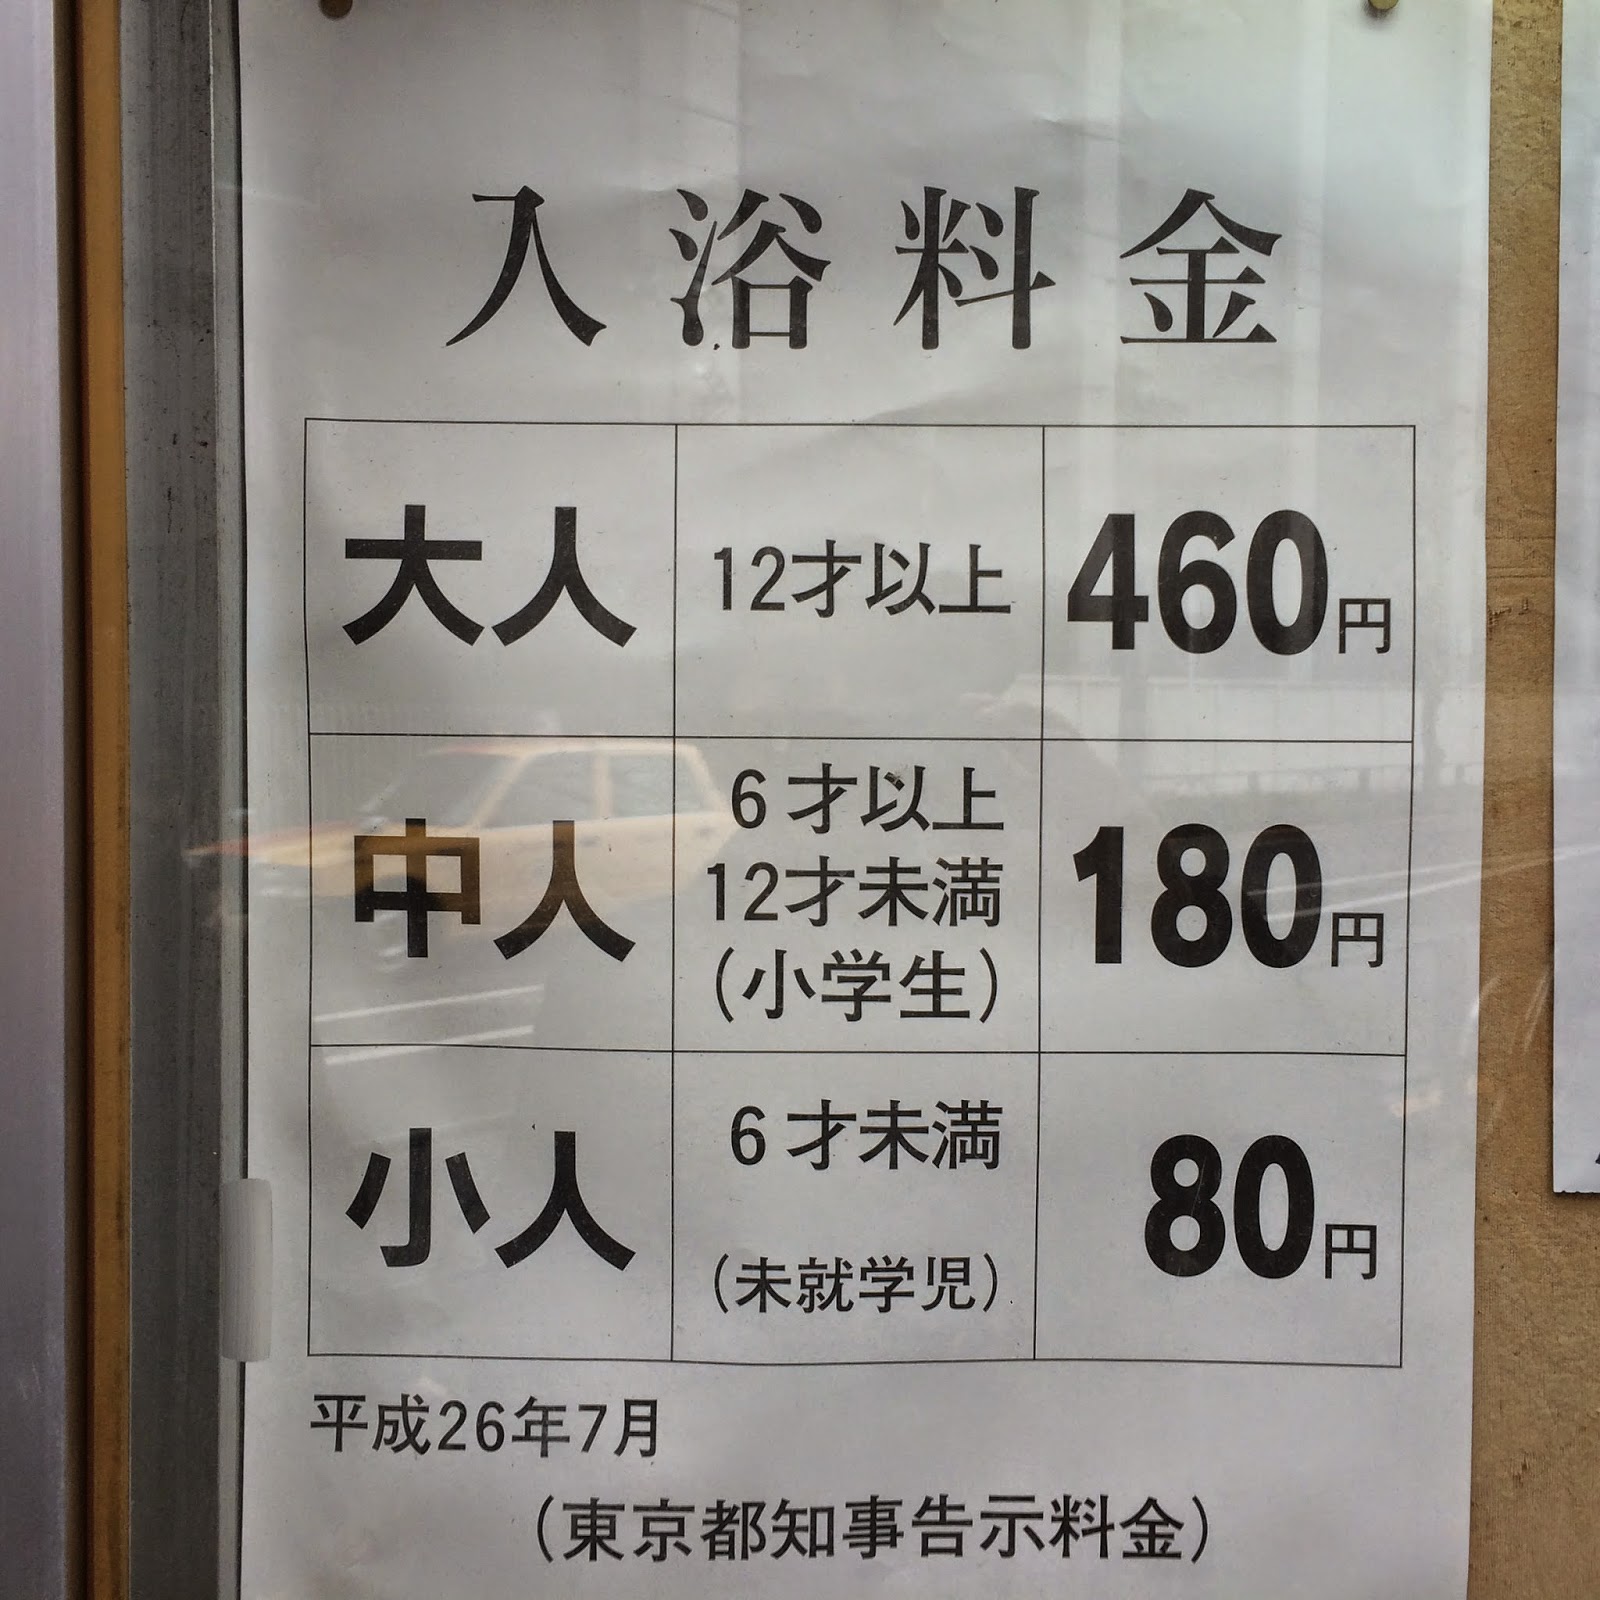 入浴料金
大人 12才以上 460円
中人 6才以上
12才未満
(小学生) 180円
小人 6才未満
(未就学児) 80円
平成26年7月
(東京都知事告示料金)